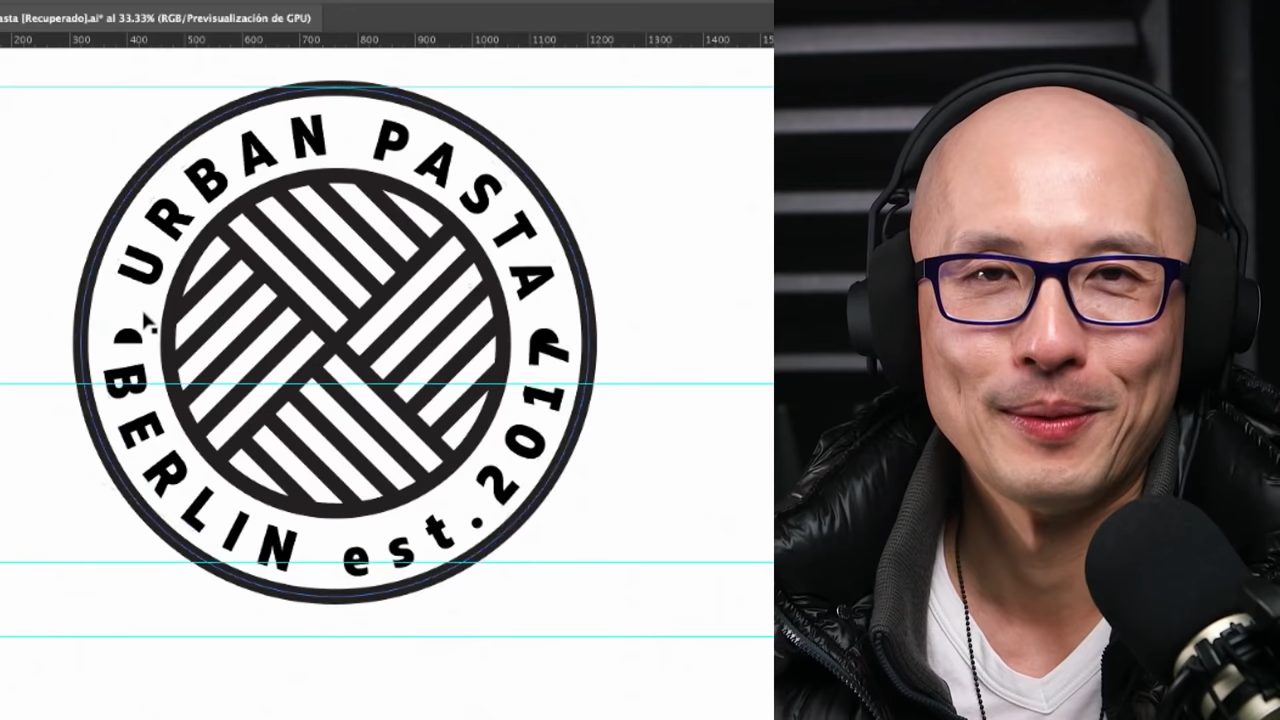 asta [Recuperado].ai* al 33.33% (RGB/Previsualización de GPU)
200 300 400 500 600 700 800 900 1000 1100 1200 1300 1400 15
URBAN PASTA
BERLIN est.2017